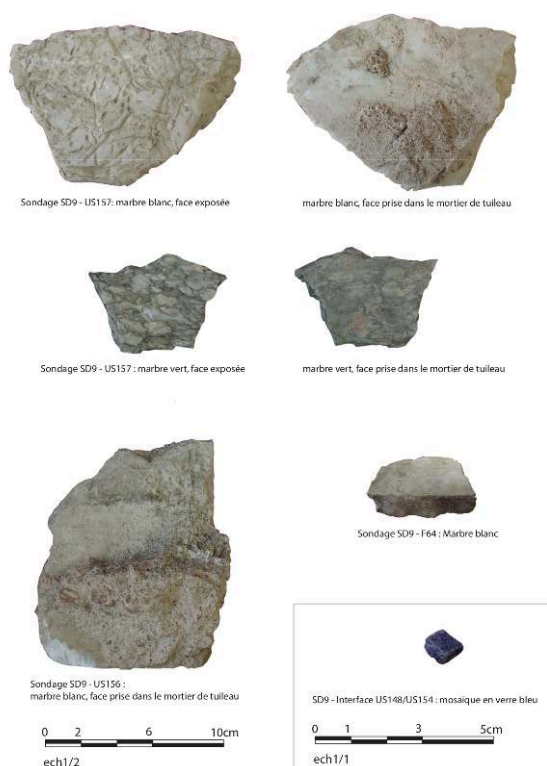 Sondage SD9 - US157: marbre blanc, face exposée
marbre blanc, face prise dans le mortier de tuileau
Sondage SD9 - US157 : marbre vert, face exposée
marbre vert, face prise dans le mortier de tuileau
Sondage SD9 - F64 : Marbre blanc
Sondage SD9 - US156 :
marbre blanc, face prise dans le mortier de tuileau
0 2 6 10cm
ech1/2
SD9 - Interface US148/US154 : mosaïque en verre bleu
0 1 3 5cm
ech1/1